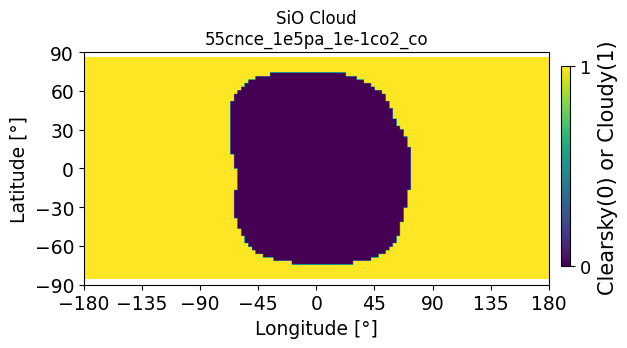 SiO Cloud
55cnce_1e5pa_1e-1co2_co
90
60
30
0
−30
−60
−90
Latitude [°]
−180 −135 −90 −45 0 45 90 135 180
Longitude [°]
1
0
Clearsky(0) or Cloudy(1)